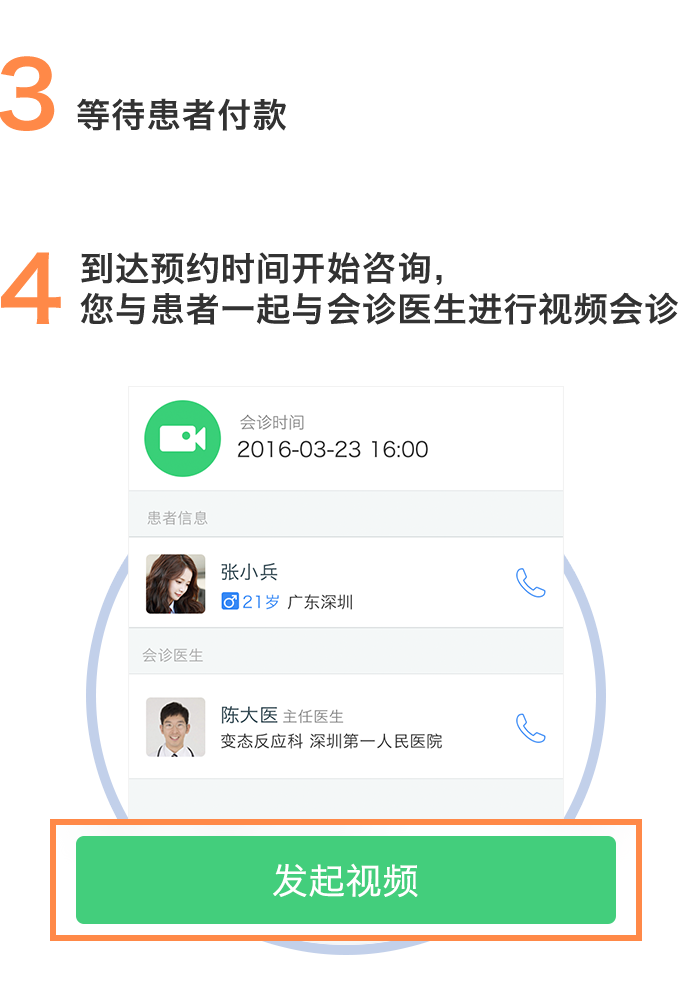 3
等待患者付款
4
到达预约时间开始咨询，
您与患者一起与会诊医生进行视频会诊
会诊时间
2016-03-23 16:00
患者信息
张小兵
21岁 广东深圳
会诊医生
陈大医 主任医生
变态反应科 深圳第一人民医院
发起视频